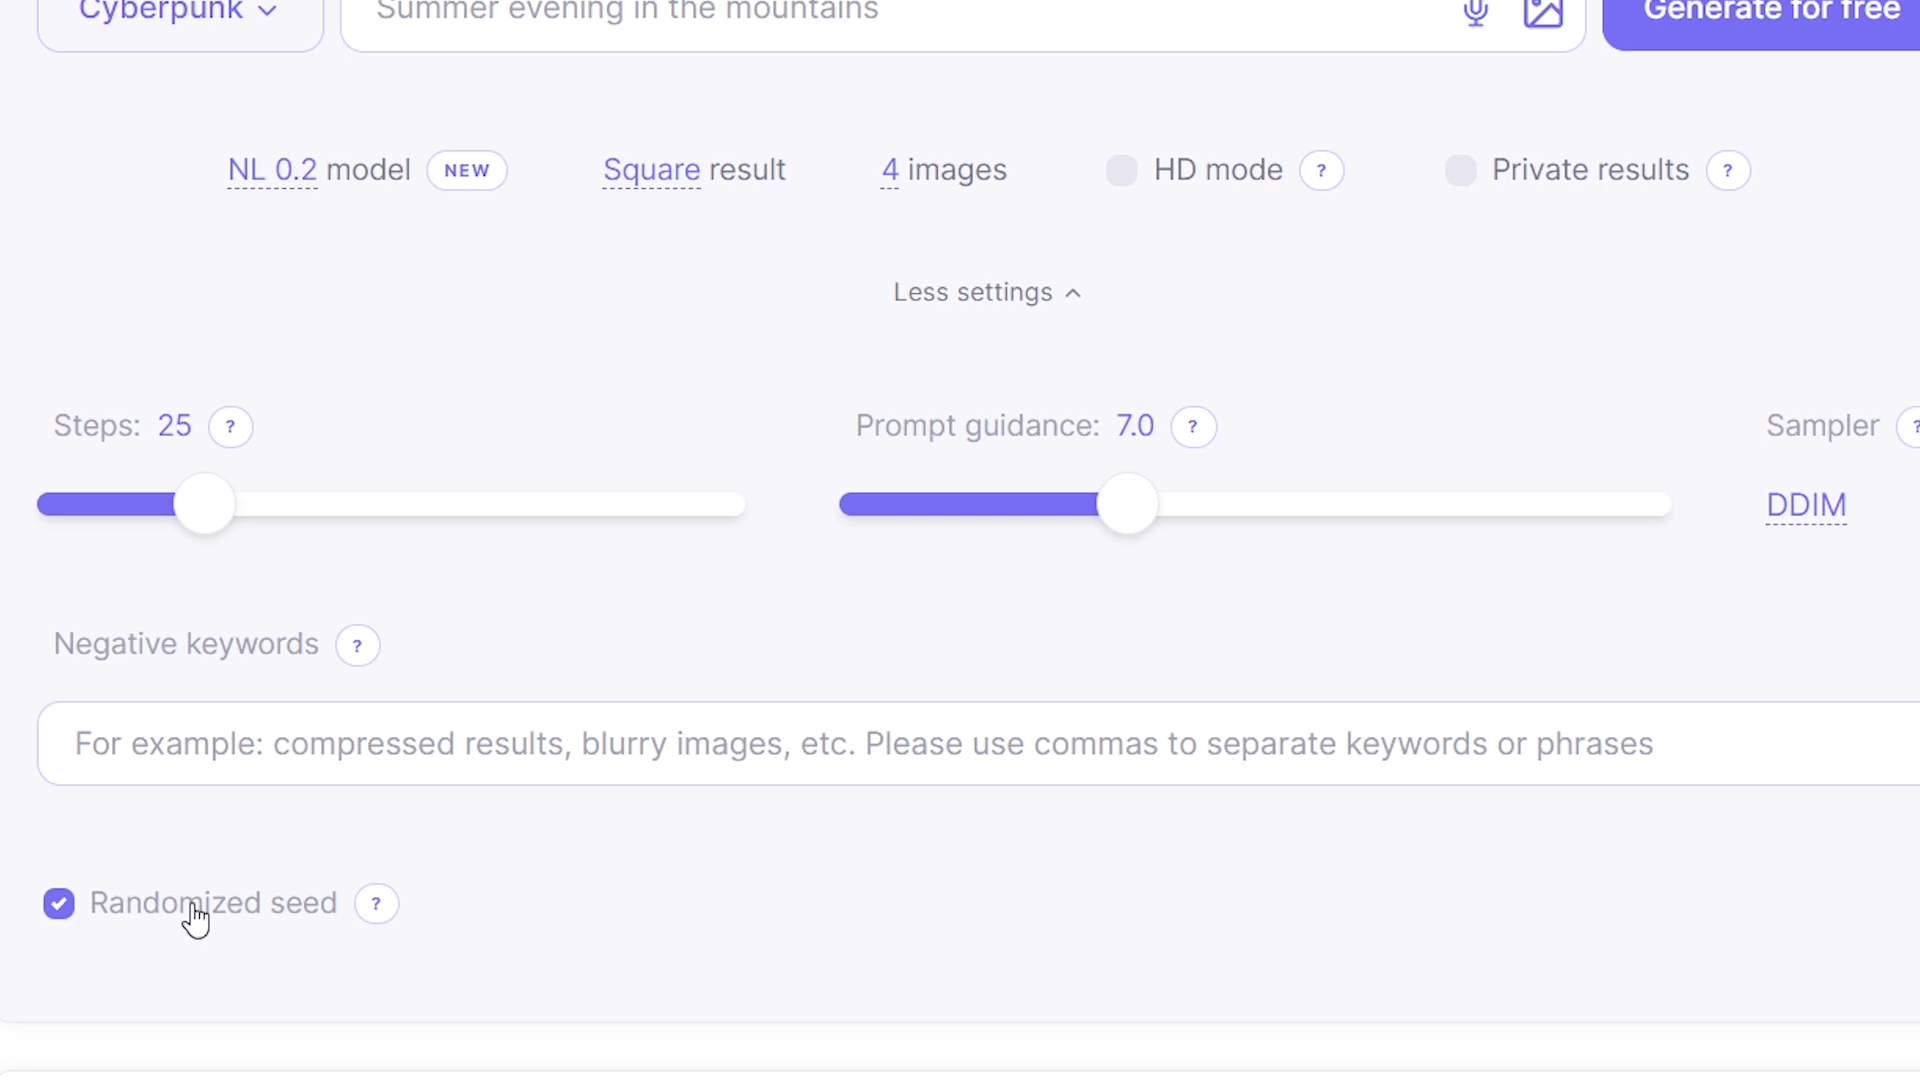 Cyberpunk Summer evening in the mountains Generate for free
NL 0.2 model NEW Square result 4 images HD mode ? Private results ?
Less settings
Steps: 25 ? Prompt guidance: 7.0 ? Sampler ?
DDIM
Negative keywords ?
For example: compressed results, blurry images, etc. Please use commas to separate keywords or phrases
Randomized seed ?